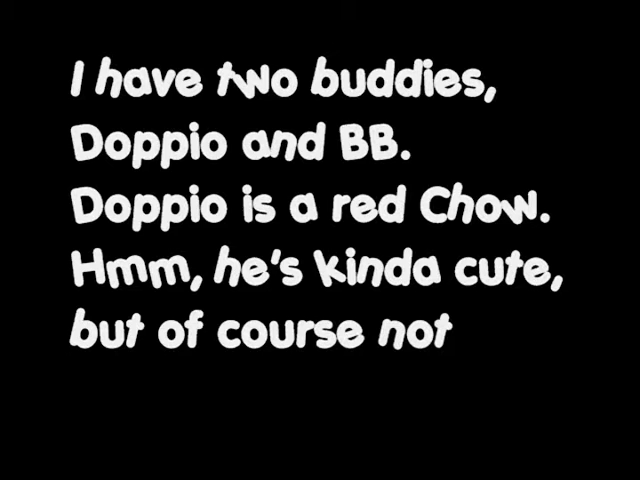 I have two buddies,
Doppio and BB.
Doppio is a red Chow.
Hmm, he's kinda cute,
but of course not